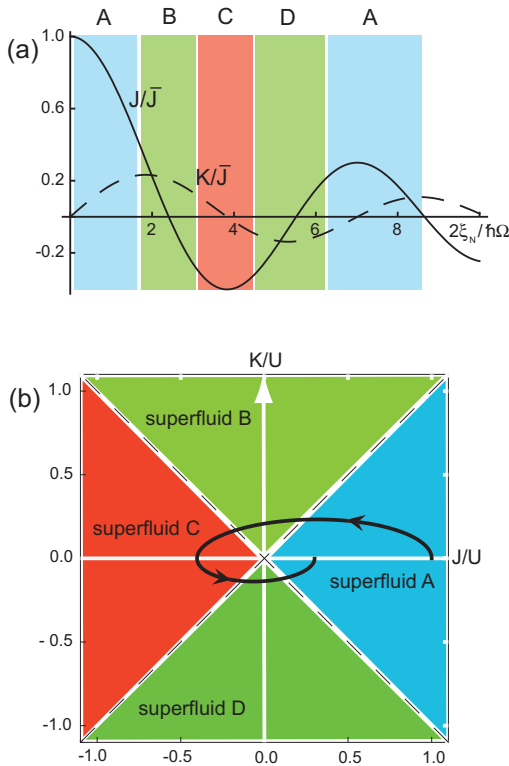 A B C D A
(a)
1.0
J/J̅
0.6
K/J̅
0.2
2 4 6 8 2ξ_N/ħΩ
-0.2
K/U
(b)
1.0
superfluid B
0.5
superfluid C
0.0 J/U
superfluid A
-0.5
superfluid D
-1.0
-1.0 -0.5 0.0 0.5 1.0